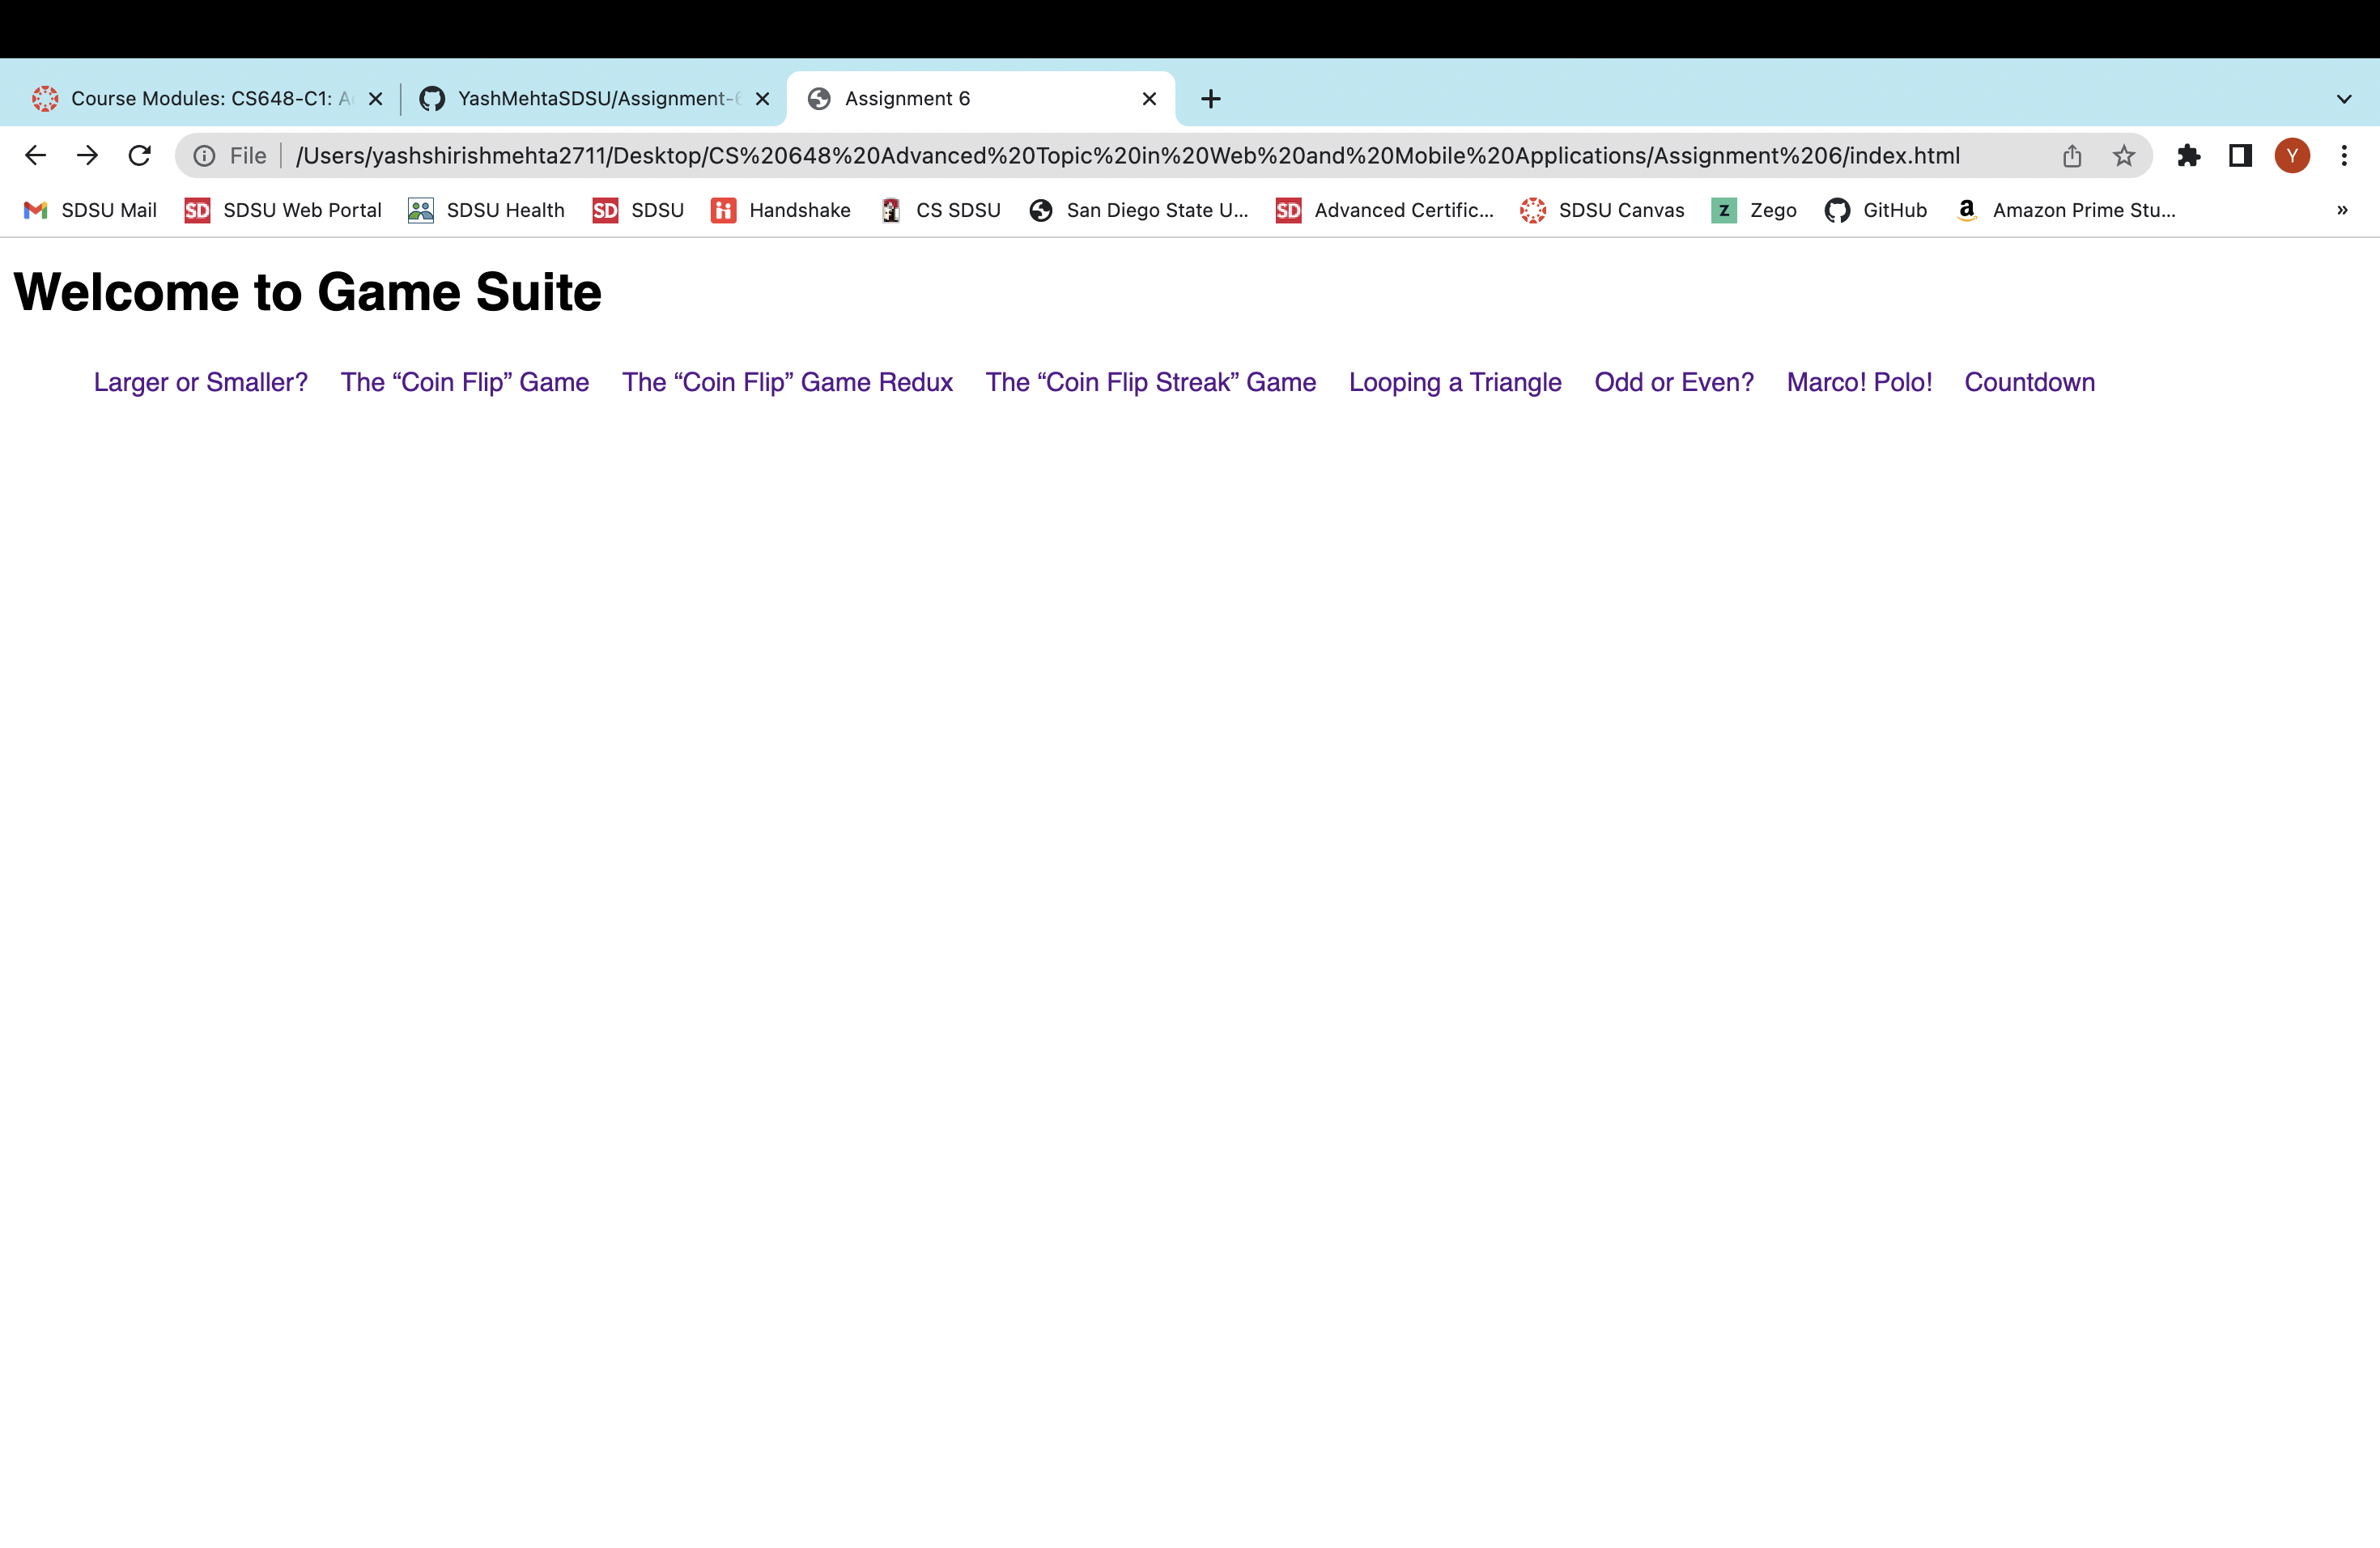 Course Modules: CS648-C1: A
YashMehtaSDSU/Assignment-6
Assignment 6
File /Users/yashshirishmehta2711/Desktop/CS%20648%20Advanced%20Topic%20in%20Web%20and%20Mobile%20Applications/Assignment%206/index.html
Y
SDSU Mail SD SDSU Web Portal SDSU Health SD SDSU Handshake CS SDSU San Diego State U... SD Advanced Certific... SDSU Canvas Z Zego GitHub a Amazon Prime Stu... »
Welcome to Game Suite
Larger or Smaller? The “Coin Flip” Game The “Coin Flip” Game Redux The “Coin Flip Streak” Game Looping a Triangle Odd or Even? Marco! Polo! Countdown